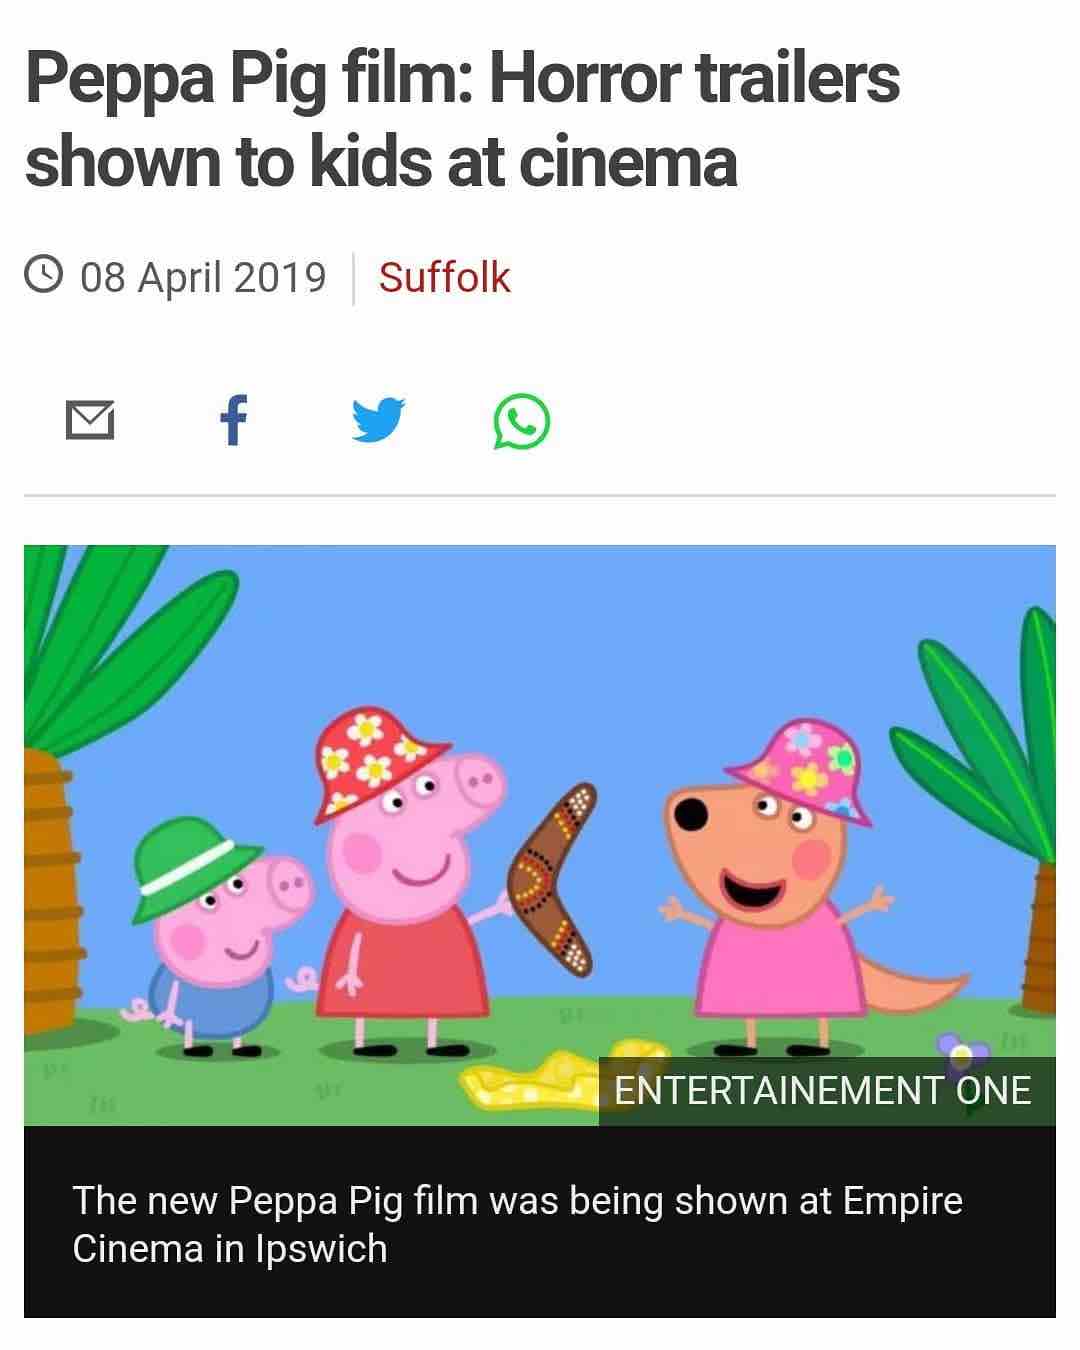 Peppa Pig film: Horror trailers
shown to kids at cinema
08 April 2019
Suffolk
ENTERTAINEMENT ONE
The new Peppa Pig film was being shown at Empire
Cinema in Ipswich